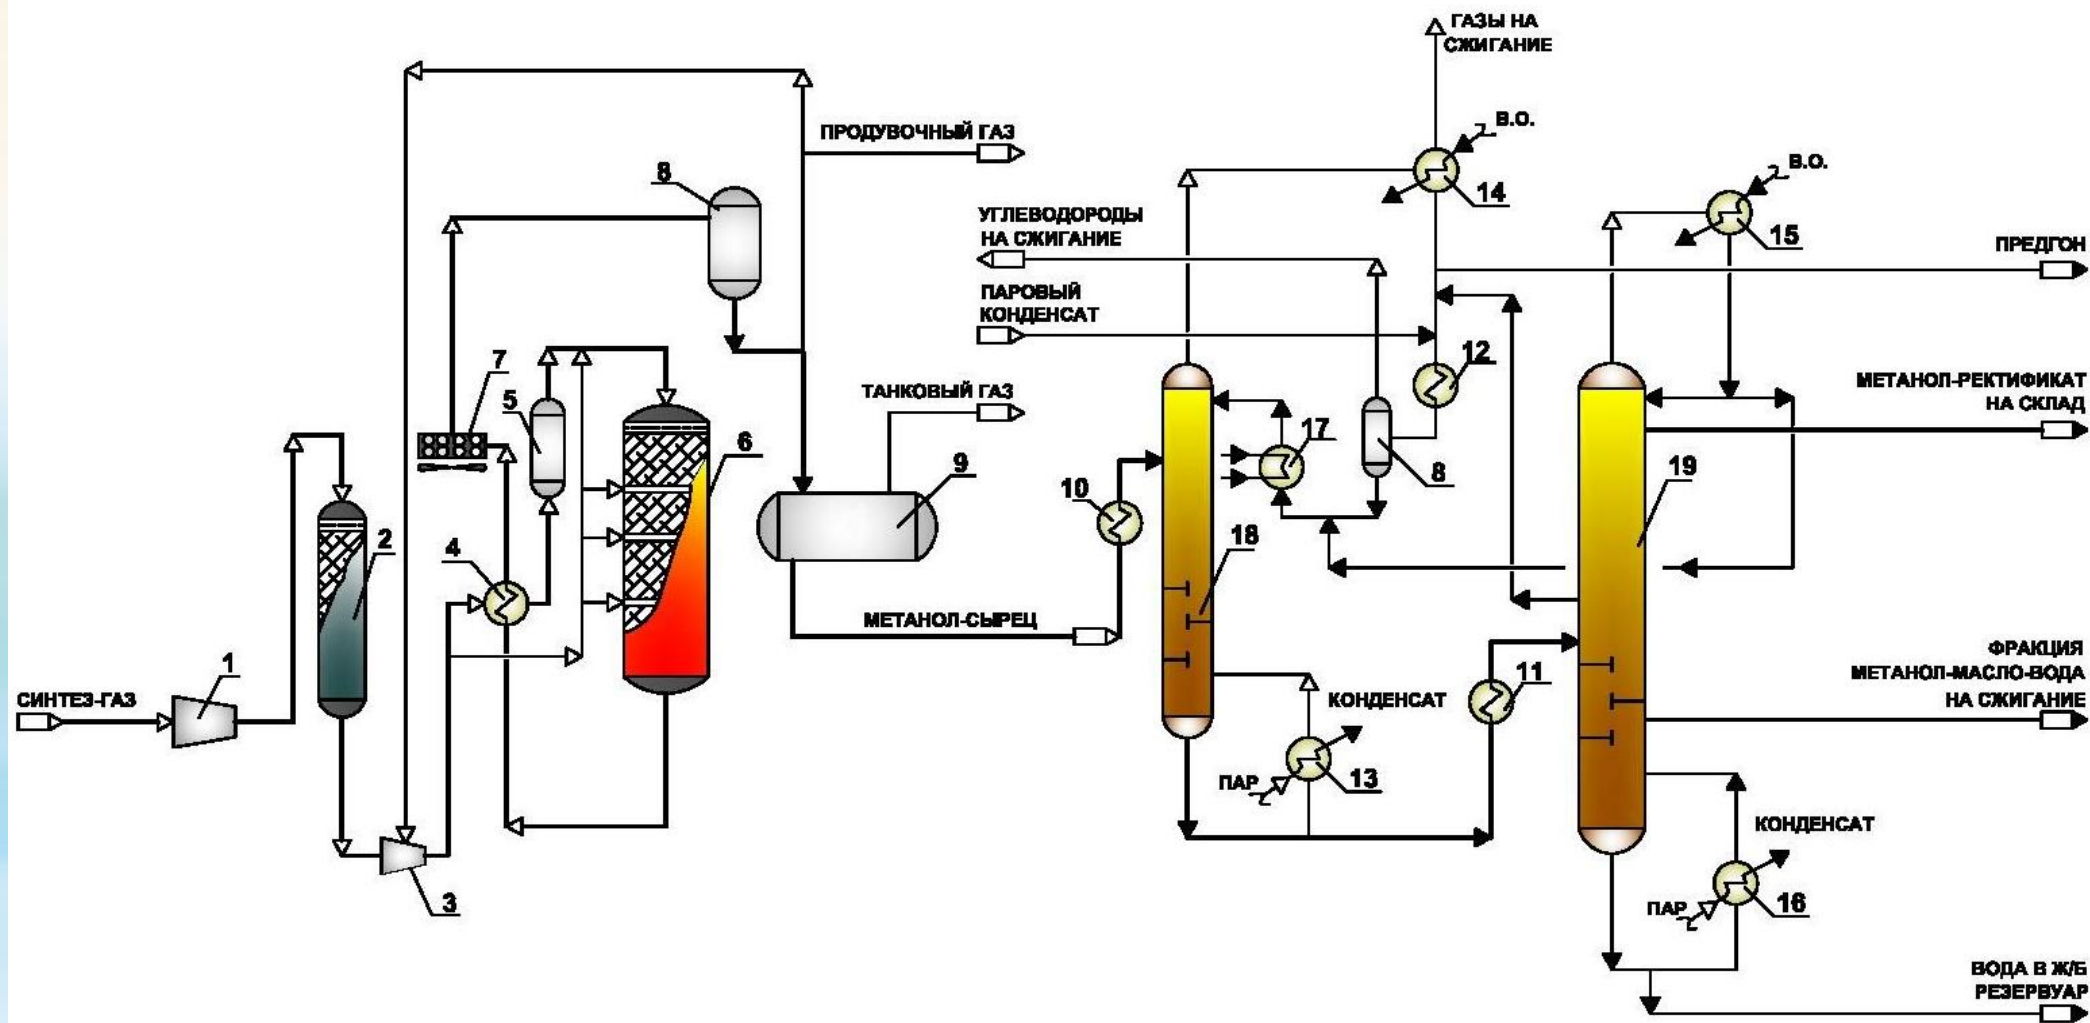 ГАЗЫ НА
СЖИГАНИЕ
В.О.
ПРОДУВОЧНЫЙ ГАЗ
В.О.
8
14
УГЛЕВОДОРОДЫ
НА СЖИГАНИЕ
15
ПРЕДГОН
ПАРОВЫЙ
КОНДЕНСАТ
7
12
5
ТАНКОВЫЙ ГАЗ
МЕТАНОЛ-РЕКТИФИКАТ
НА СКЛАД
6
17
9
8
19
10
2
4
18
МЕТАНОЛ-СЫРЕЦ
1
СИНТЕЗ-ГАЗ
11
КОНДЕНСАТ
ФРАКЦИЯ
МЕТАНОЛ-МАСЛО-ВОДА
НА СЖИГАНИЕ
ПАР
13
КОНДЕНСАТ
3
ПАР
16
ВОДА В Ж/Б
РЕЗЕРВУАР